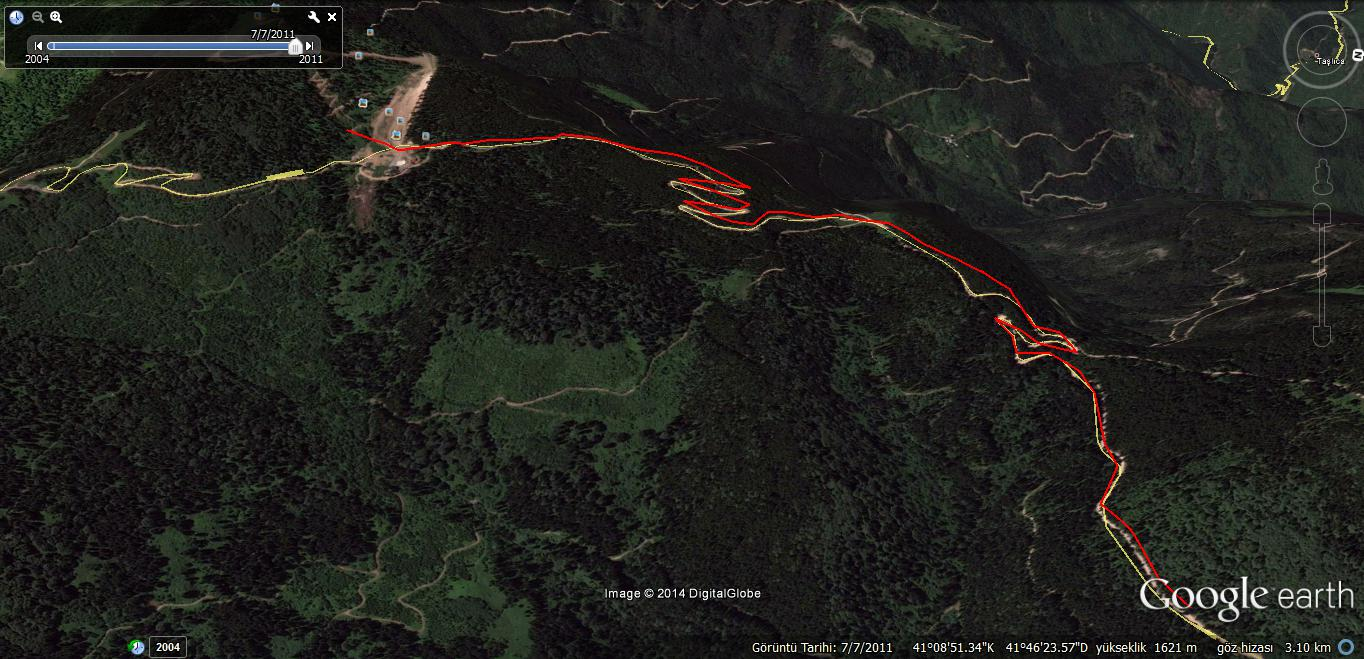 7/7/2011
2004
2011
Taşlıca
N
Image © 2014 DigitalGlobe
Google earth
2004
Görüntü Tarihi: 7/7/2011 41°08'51.34"K 41°46'23.57"D yükseklik 1621 m göz hizası 3.10 km